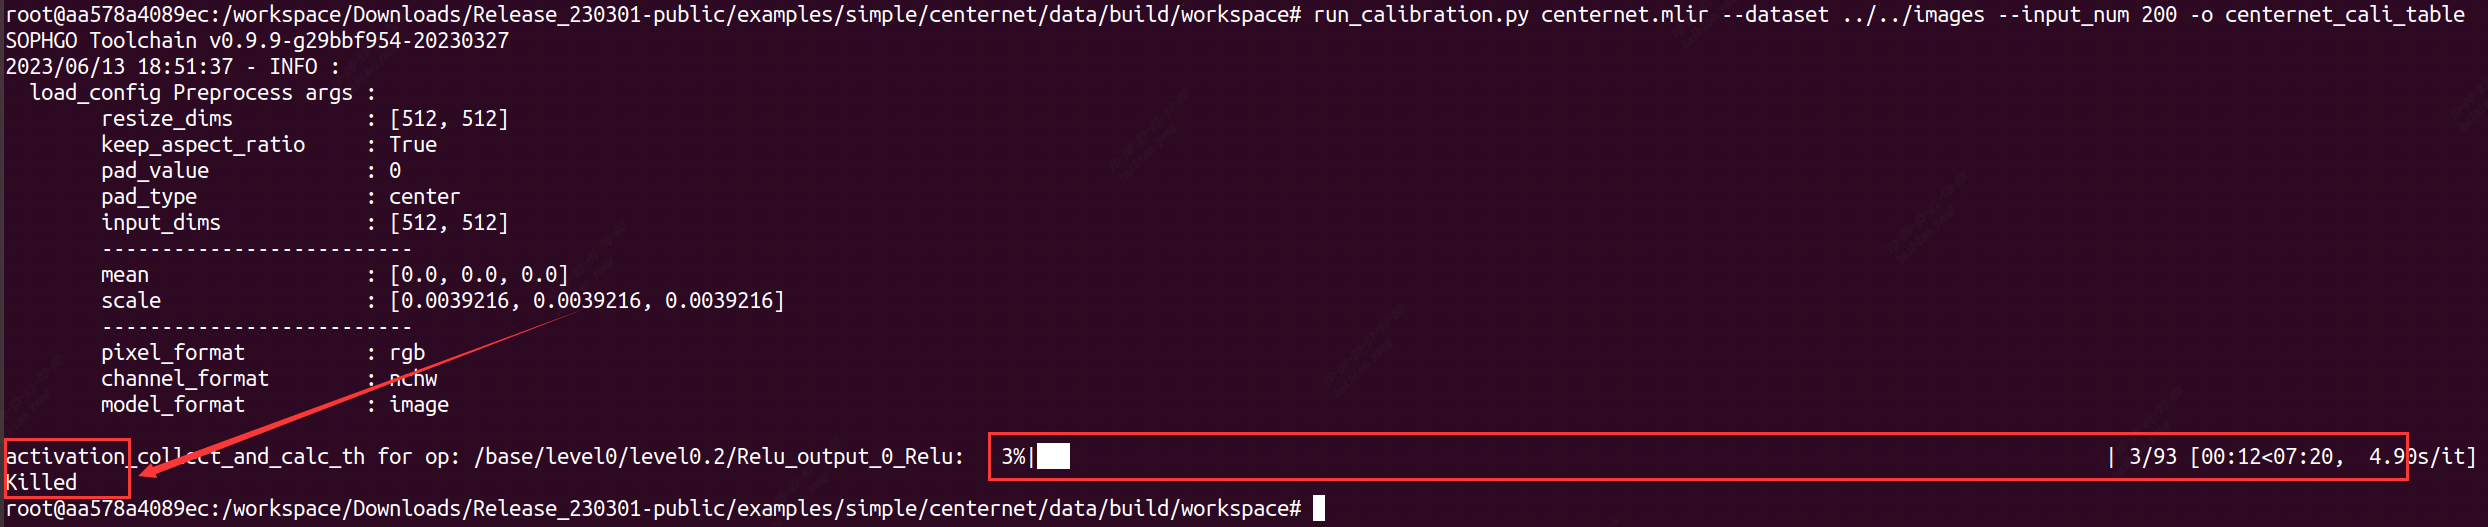 root@aa578a4089ec:/workspace/Downloads/Release_230301-public/examples/simple/centernet/data/build/workspace# run_calibration.py centernet.mlir --dataset ../../images --input_num 200 -o centernet_cali_table
SOPHGO Toolchain v0.9.9-g29bbf954-20230327
2023/06/13 18:51:37 - INFO :
load_config Preprocess args :
resize_dims : [512, 512]
keep_aspect_ratio : True
pad_value : 0
pad_type : center
input_dims : [512, 512]
--------------------------
mean : [0.0, 0.0, 0.0]
scale : [0.0039216, 0.0039216, 0.0039216]
--------------------------
pixel_format : rgb
channel_format : nchw
model_format : image
activation_collect_and_calc_th for op: /base/level0/level0.2/Relu_output_0_Relu: 3%| | 3/93 [00:12<07:20, 4.90s/it]
Killed
root@aa578a4089ec:/workspace/Downloads/Release_230301-public/examples/simple/centernet/data/build/workspace#